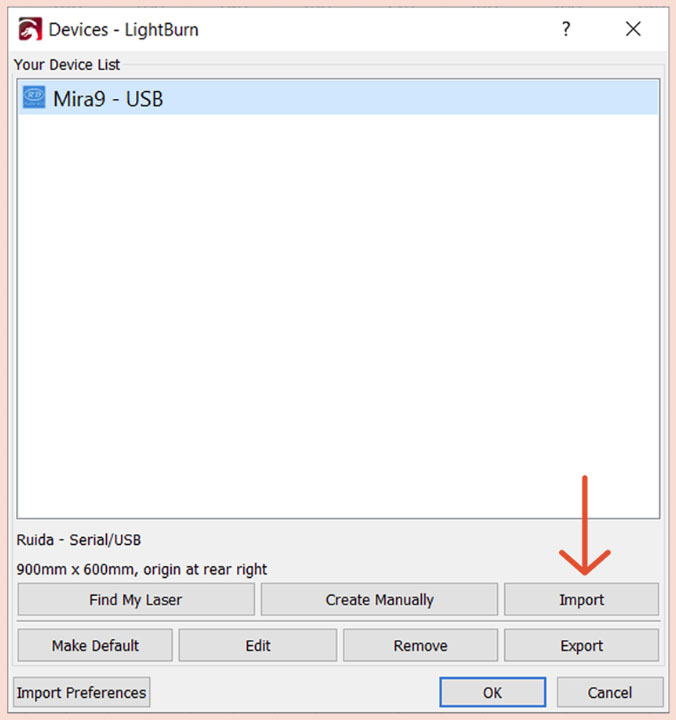 Devices - LightBurn ?
Your Device List
Mira9 - USB
Ruida - Serial/USB
900mm x 600mm, origin at rear right
Find My Laser Create Manually Import
Make Default Edit Remove Export
Import Preferences OK Cancel